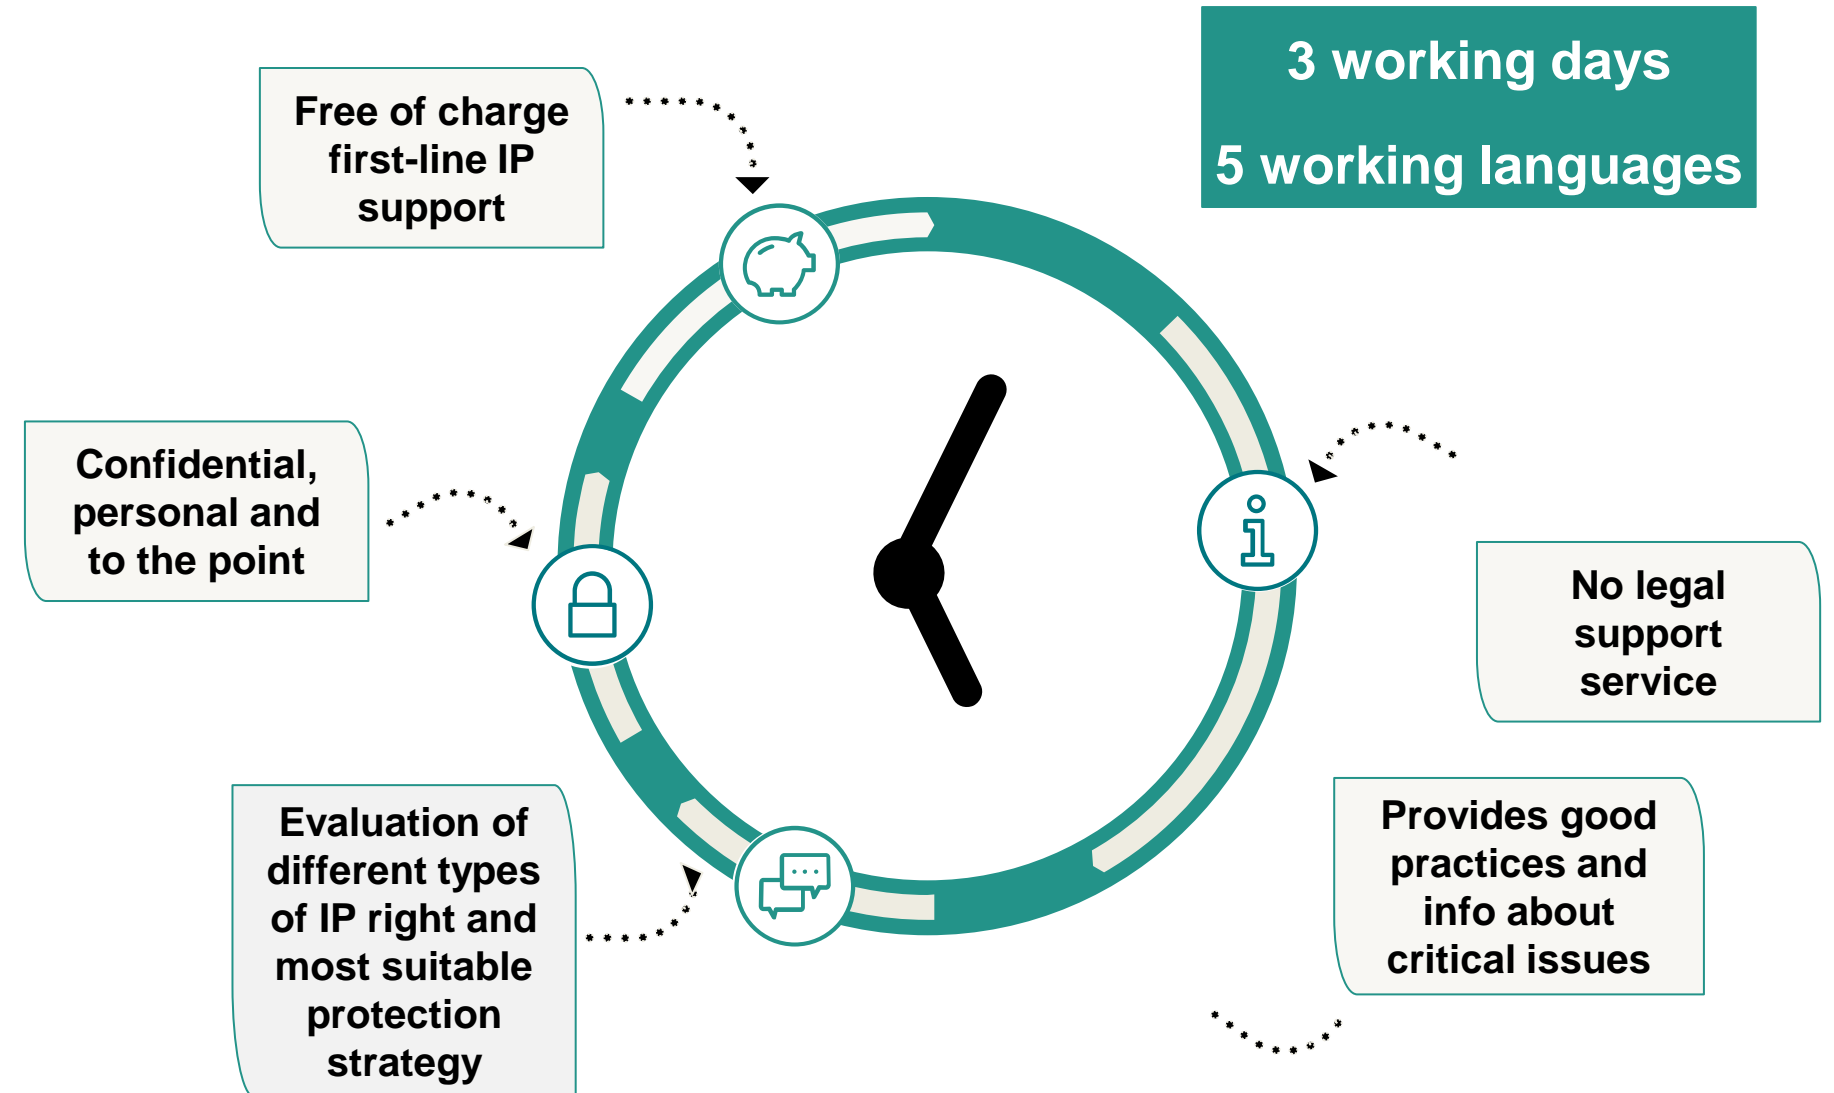 3 working days
5 working languages
Free of charge
first-line IP
support
Confidential,
personal and
to the point
No legal
support
service
Evaluation of
different types
of IP right and
most suitable
protection
strategy
Provides good
practices and
info about
critical issues